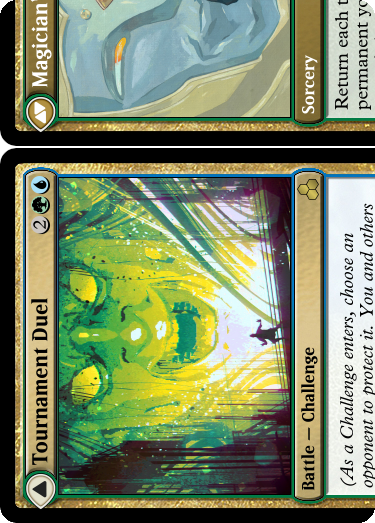 Magician'
Sorcery
Return each t
permanent yo
Tournament Duel
2
Battle — Challenge
(As a Challenge enters, choose an
opponent to protect it. You and others